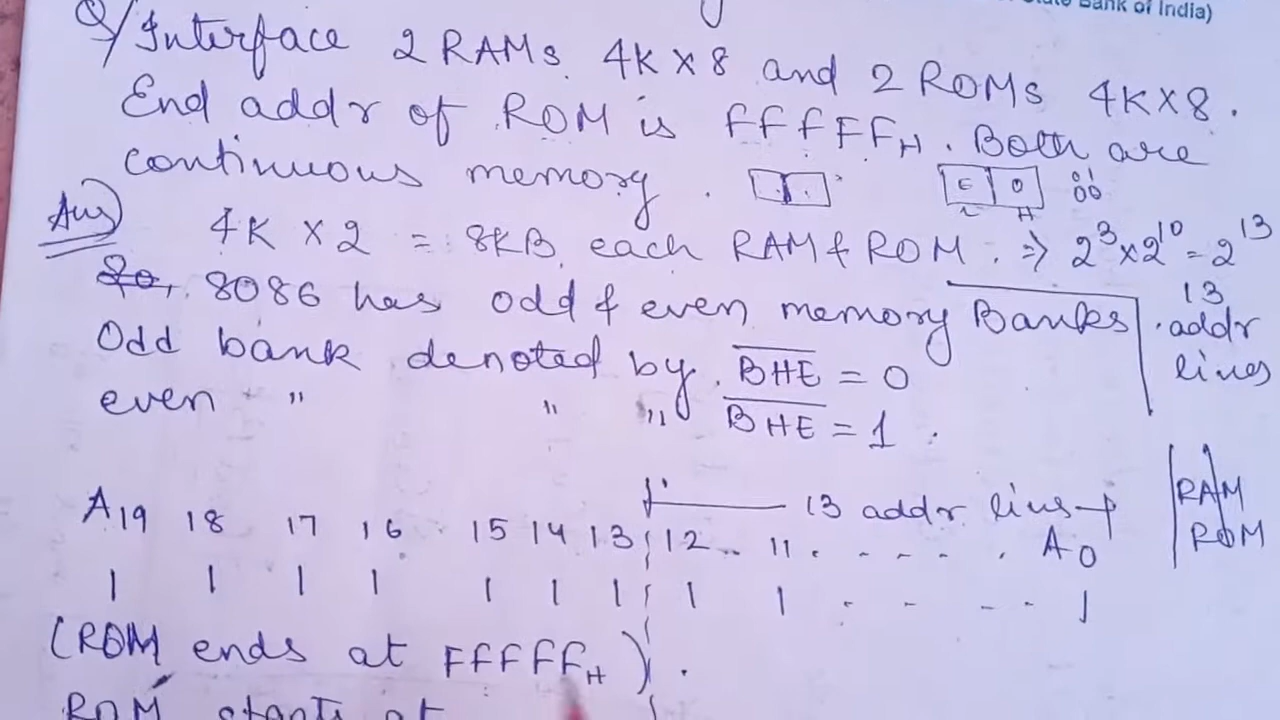 Bank of India)
Q/ Interface 2 RAMs 4K X 8 and 2 ROMs 4K X 8.
End addr of ROM is FFFFFH. Both are
continuous memory.
E O
L H
Ans) 4K X 2 = 8KB each RAM & ROM. ⇒ 2^3 x 2^10 = 2^13
So, 8086 has odd & even memory Banks
13
addr
lines
Odd bank denoted by B̅H̅E̅ = 0
even " " " B̅H̅E̅ = 1.
13 addr lines
RAM
ROM
A19 18 17 16 15 14 13 12 .. 11 . - - - . A0
1 1 1 1 1 1 1 1 1 . - - - 1
(ROM ends at FFFFFH).
ROM starts at